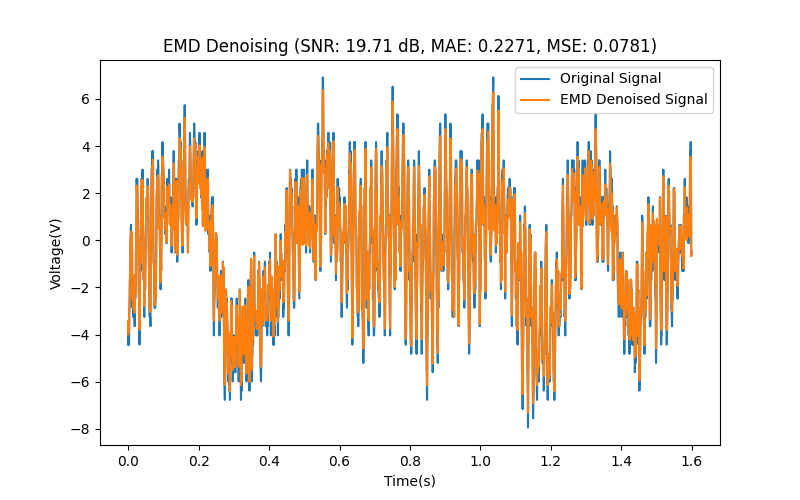 EMD Denoising (SNR: 19.71 dB, MAE: 0.2271, MSE: 0.0781)
Original Signal
EMD Denoised Signal
Voltage(V)
6
4
2
0
−2
−4
−6
−8
0.0 0.2 0.4 0.6 0.8 1.0 1.2 1.4 1.6
Time(s)